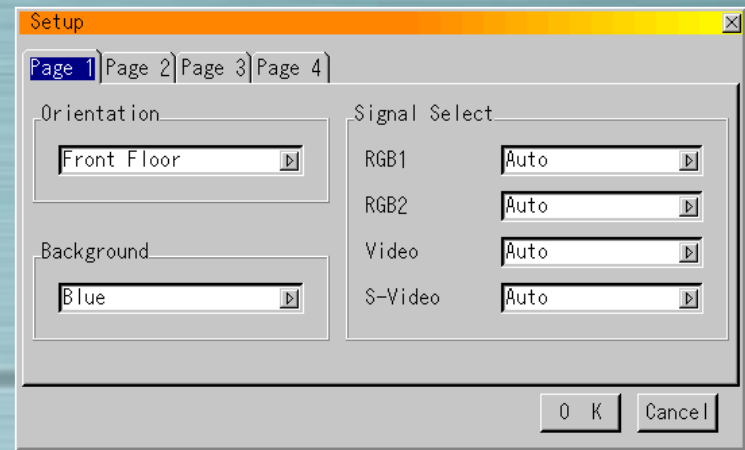 Setup
Page 1 Page 2 Page 3 Page 4
Orientation
Front Floor
Background
Blue
Signal Select
RGB1 Auto
RGB2 Auto
Video Auto
S-Video Auto
O K Cancel